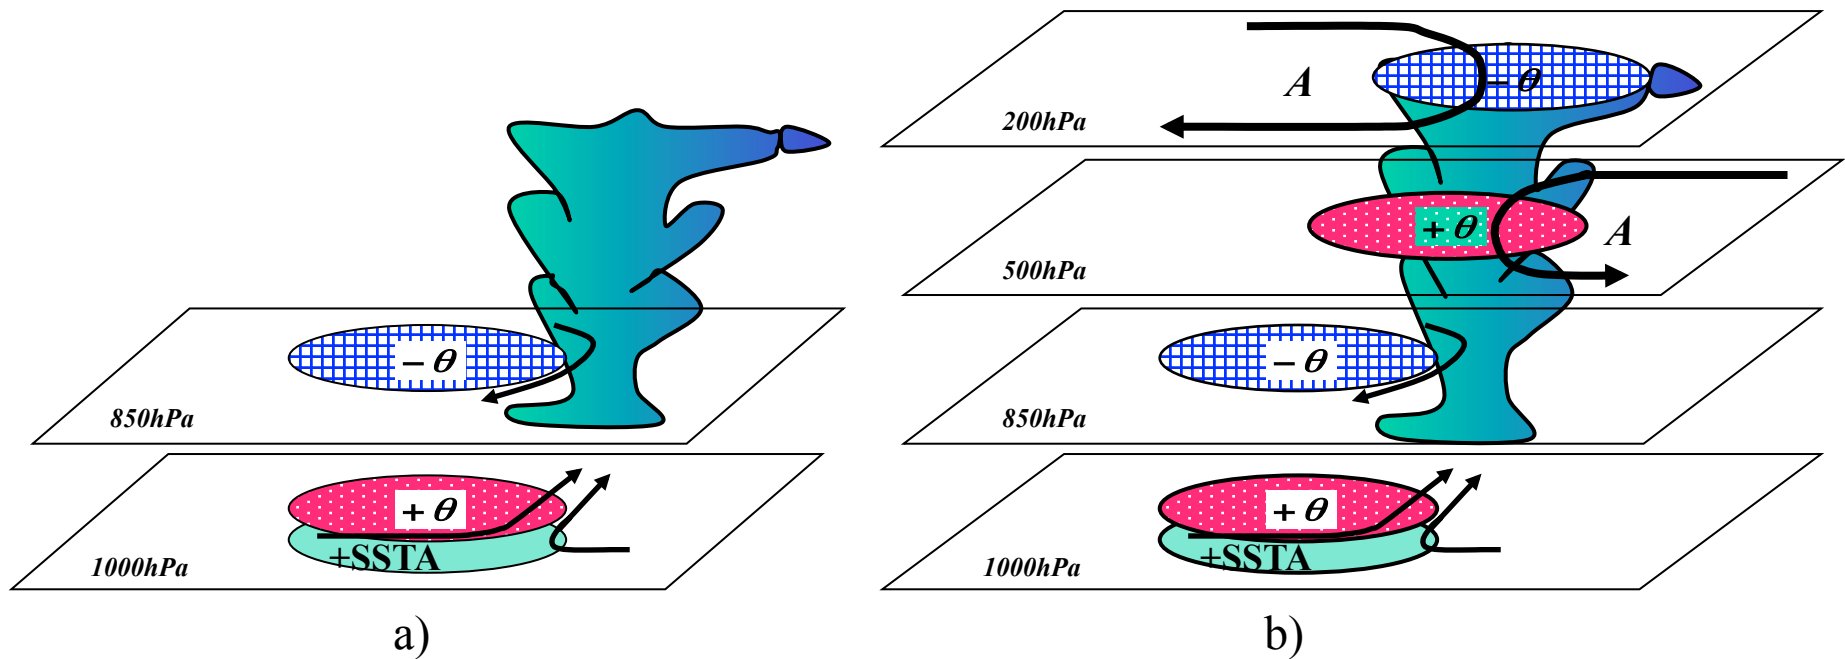 850hPa
− θ
+ θ
+SSTA
1000hPa
a)
A
− θ
200hPa
+ θ
A
500hPa
− θ
850hPa
+ θ
+SSTA
1000hPa
b)